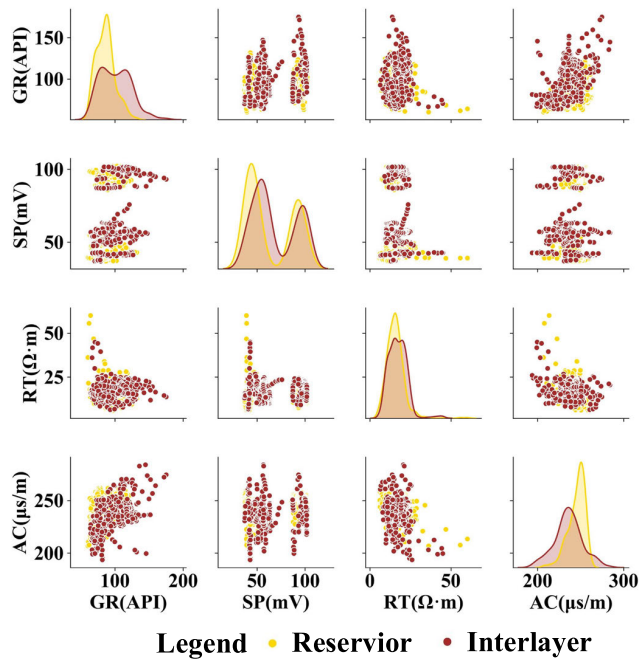 150
100
GR(API)
100
50
SP(mV)
50
25
RT(Ω·m)
250
200
AC(μs/m)
100 200 50 100 0 25 50 200 300
GR(API) SP(mV) RT(Ω·m) AC(μs/m)
Legend Reservior Interlayer